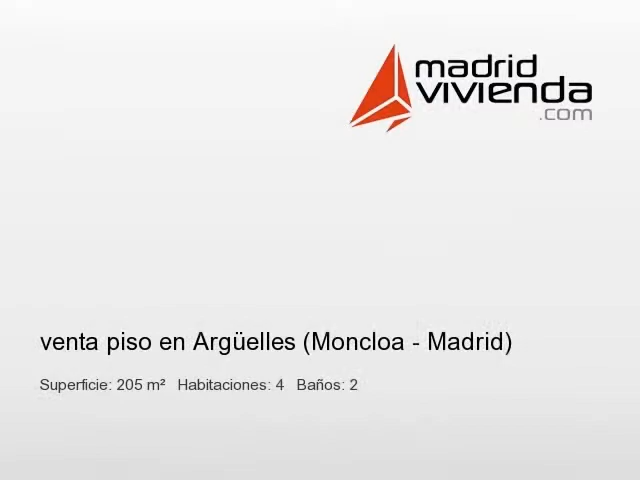 madrid
vivienda
.com
venta piso en Argüelles (Moncloa - Madrid)
Superficie: 205 m² Habitaciones: 4 Baños: 2